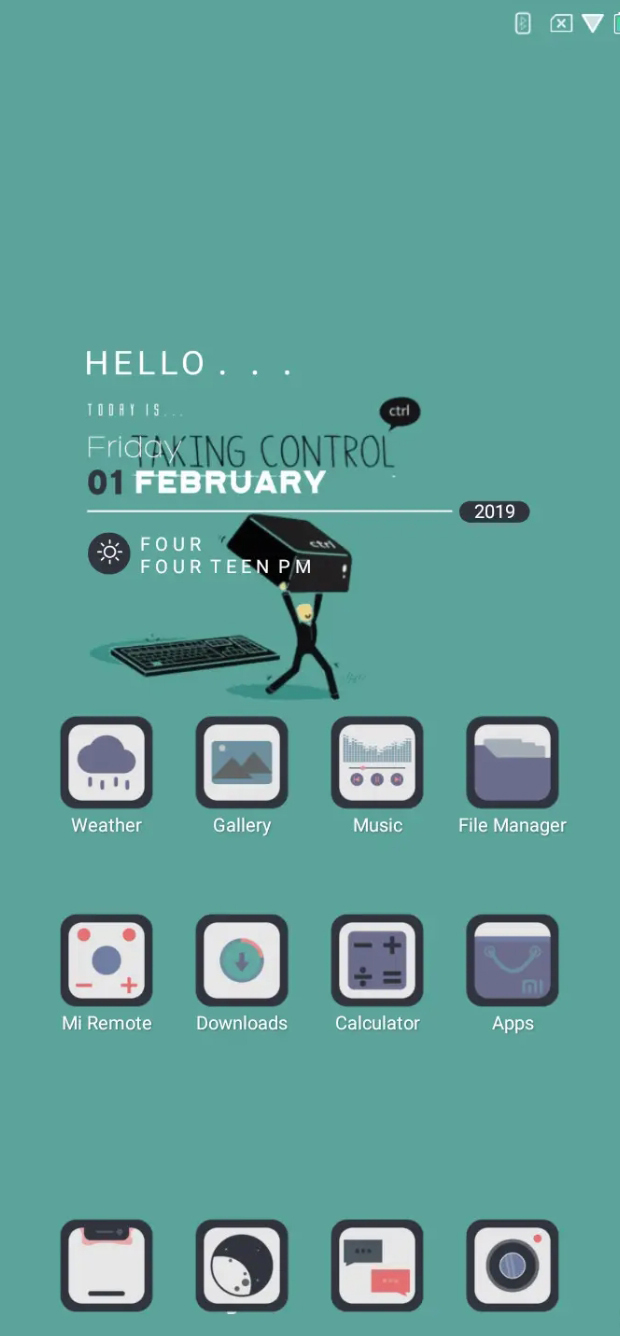 HELLO . . .
TODAY IS...
ctrl
Friday
TAKING CONTROL
01 FEBRUARY
2019
FOUR
ctrl
FOUR TEEN PM
Weather
Gallery
Music
File Manager
Mi Remote
Downloads
Calculator
Apps